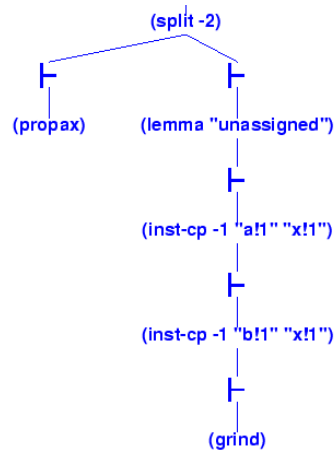 (split -2)
(propax)
(lemma "unassigned")
(inst-cp -1 "a!1" "x!1")
(inst-cp -1 "b!1" "x!1")
(grind)